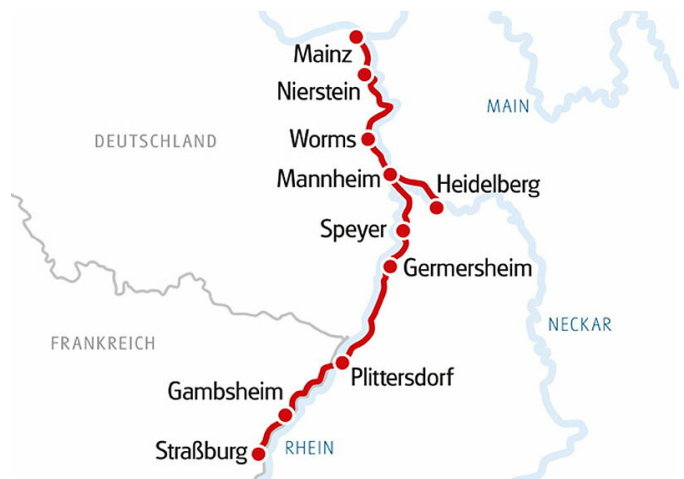 Mainz
Nierstein
MAIN
DEUTSCHLAND
Worms
Mannheim
Heidelberg
Speyer
Germersheim
NECKAR
FRANKREICH
Plittersdorf
Gambsheim
Straßburg
RHEIN